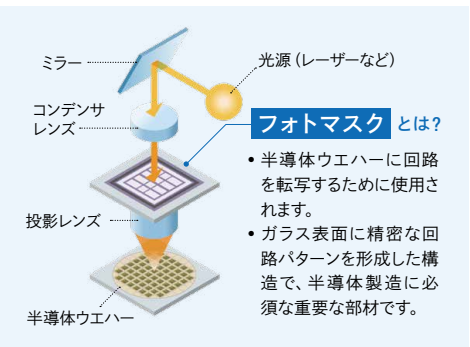 ミラー
光源（レーザーなど）
コンデンサ
レンズ
フォトマスク とは?
• 半導体ウエハーに回路
を転写するために使用さ
れます。
• ガラス表面に精密な回
路パターンを形成した構
造で、半導体製造に必
須な重要な部材です。
投影レンズ
半導体ウエハー